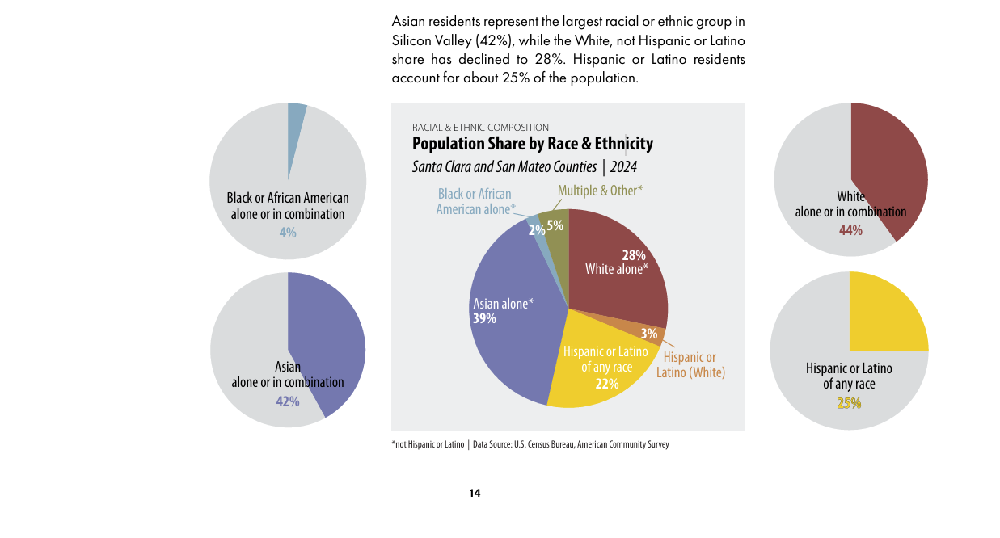 Asian residents represent the largest racial or ethnic group in
Silicon Valley (42%), while the White, not Hispanic or Latino
share has declined to 28%. Hispanic or Latino residents
account for about 25% of the population.
RACIAL & ETHNIC COMPOSITION
Population Share by Race & Ethnicity
Santa Clara and San Mateo Counties | 2024
Black or African American
alone or in combination
4%
Asian
alone or in combination
42%
Black or African
American alone*
2%
Multiple & Other*
5%
28%
White alone*
3%
Hispanic or
Latino (White)
Hispanic or Latino
of any race
22%
Asian alone*
39%
White
alone or in combination
44%
Hispanic or Latino
of any race
25%
*not Hispanic or Latino | Data Source: U.S. Census Bureau, American Community Survey
14